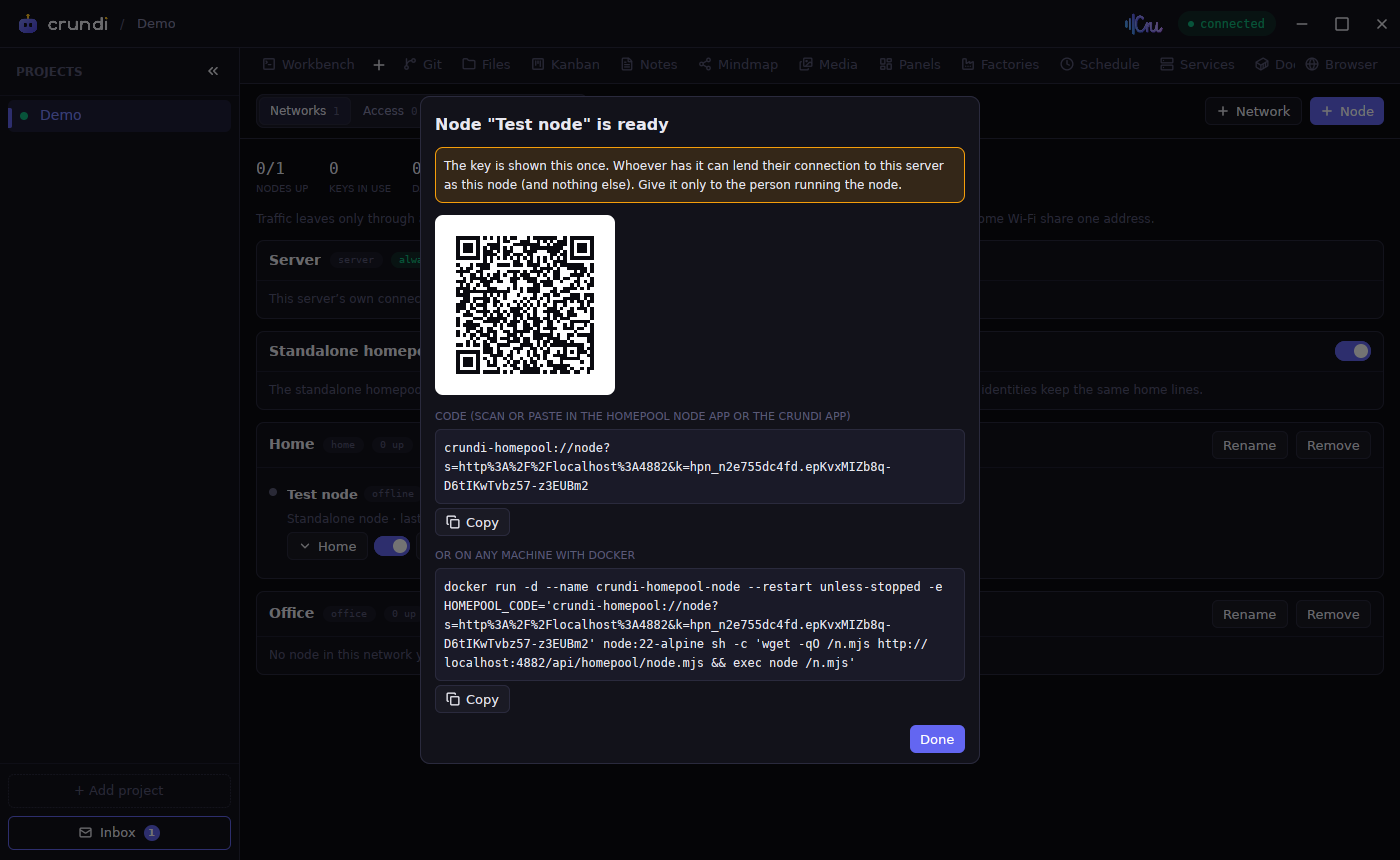 crundi / Demo
Cru
connected
PROJECTS
Demo
+ Add project
Inbox 1
Workbench
Git
Files
Kanban
Notes
Mindmap
Media
Panels
Factories
Schedule
Services
Doc
Browser
Networks 1
Access 0
+ Network
+ Node
0/1
NODES UP
0
KEYS IN USE
Traffic leaves only through
ome Wi-Fi share one address.
Server server
This server's own connec
Standalone homepo
The standalone homepoo
identities keep the same home lines.
Home home 0 up
Rename
Remove
Test node offline
Standalone node · last
Home
Office office 0 up
Rename
Remove
No node in this network y
Node "Test node" is ready
The key is shown this once. Whoever has it can lend their connection to this server
as this node (and nothing else). Give it only to the person running the node.
CODE (SCAN OR PASTE IN THE HOMEPOOL NODE APP OR THE CRUNDI APP)
crundi-homepool://node?
s=http%3A%2F%2Flocalhost%3A4882&k=hpn_n2e755dc4fd.epKvxMIZb8q-
D6tIKwTvbz57-z3EUBm2
Copy
OR ON ANY MACHINE WITH DOCKER
docker run -d --name crundi-homepool-node --restart unless-stopped -e
HOMEPOOL_CODE='crundi-homepool://node?
s=http%3A%2F%2Flocalhost%3A4882&k=hpn_n2e755dc4fd.epKvxMIZb8q-
D6tIKwTvbz57-z3EUBm2' node:22-alpine sh -c 'wget -qO /n.mjs http://
localhost:4882/api/homepool/node.mjs && exec node /n.mjs'
Copy
Done